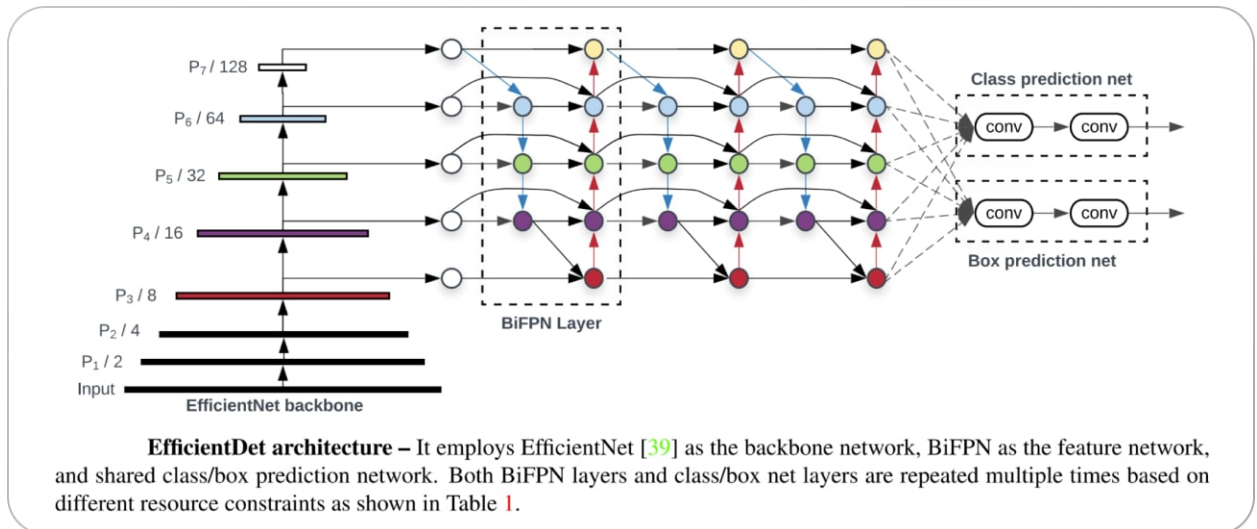 P7 / 128
P6 / 64
P5 / 32
P4 / 16
P3 / 8
P2 / 4
P1 / 2
Input
EfficientNet backbone
BiFPN Layer
Class prediction net
conv
conv
conv
conv
Box prediction net
EfficientDet architecture – It employs EfficientNet [39] as the backbone network, BiFPN as the feature network,
and shared class/box prediction network. Both BiFPN layers and class/box net layers are repeated multiple times based on
different resource constraints as shown in Table 1.